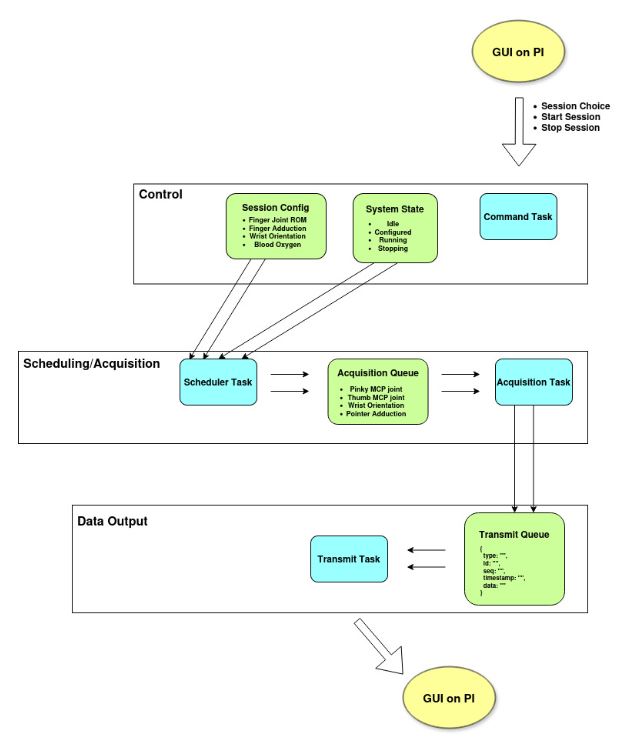 GUI on PI
• Session Choice
• Start Session
• Stop Session
Control
Session Config
• Finger Joint ROM
• Finger Adduction
• Wrist Orientation
• Blood Oxygen
System State
• Idle
• Configured
• Running
• Stopping
Command Task
Scheduling/Acquisition
Scheduler Task
Acquisition Queue
• Pinky MCP joint
• Thumb MCP joint
• Wrist Orientation
• Pointer Adduction
Acquisition Task
Data Output
Transmit Task
Transmit Queue
{
type: "",
id: "",
seq: "",
timestamp: "",
data: ""
}
GUI on PI